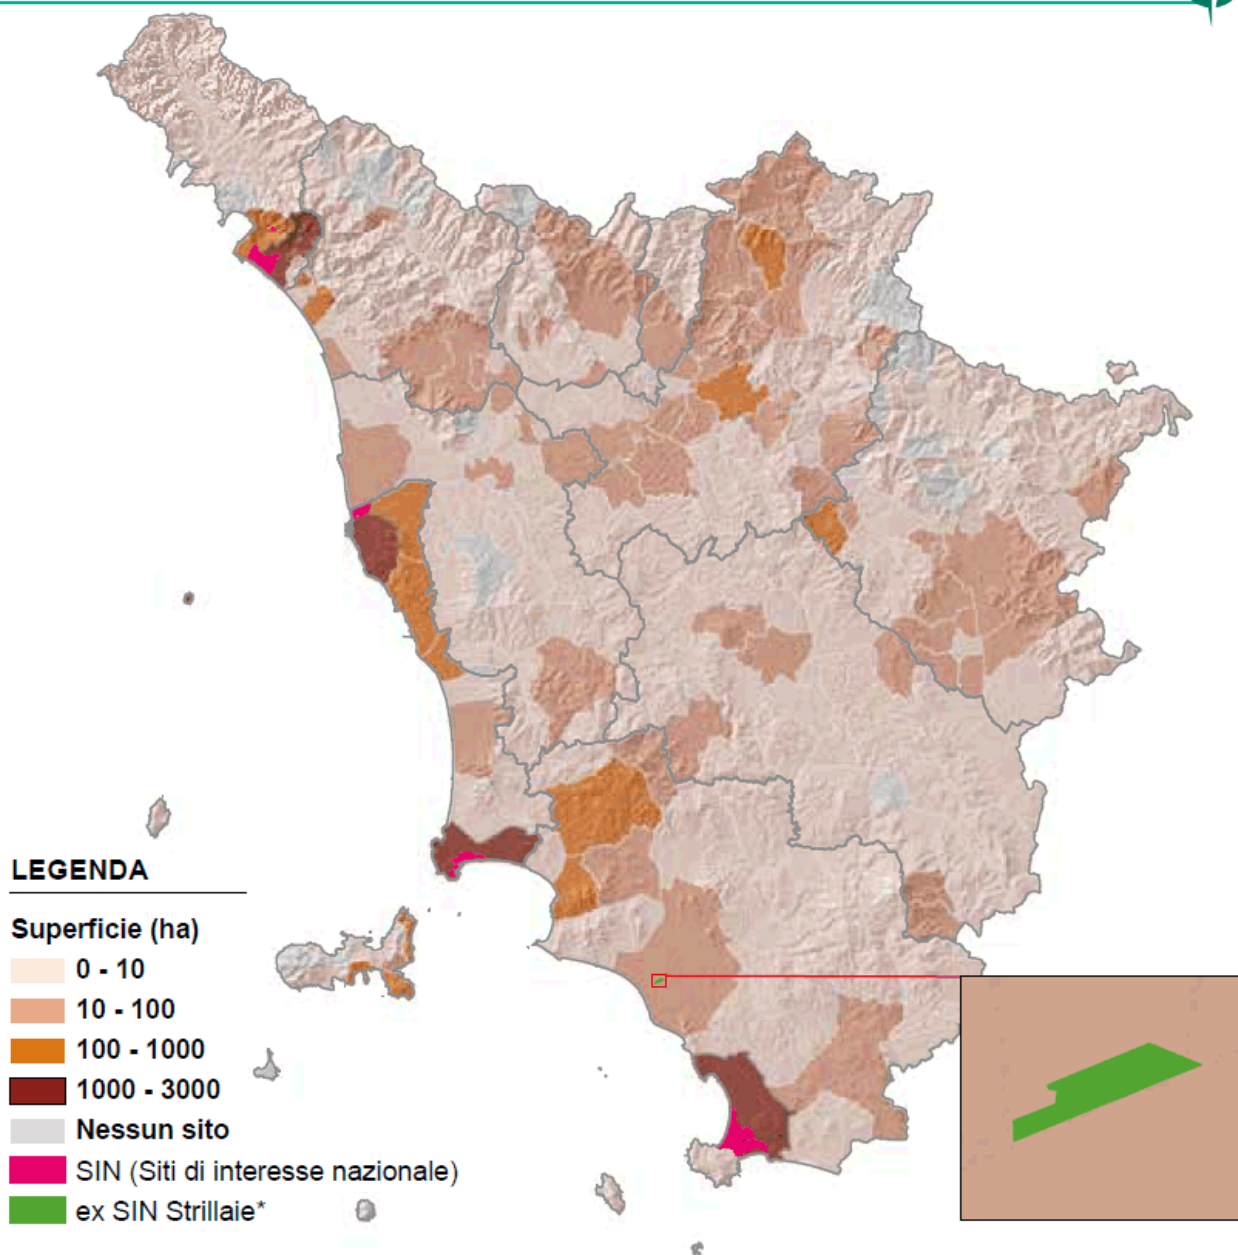 LEGENDA
Superficie (ha)
0 - 10
10 - 100
100 - 1000
1000 - 3000
Nessun sito
SIN (Siti di interesse nazionale)
ex SIN Strillaie*